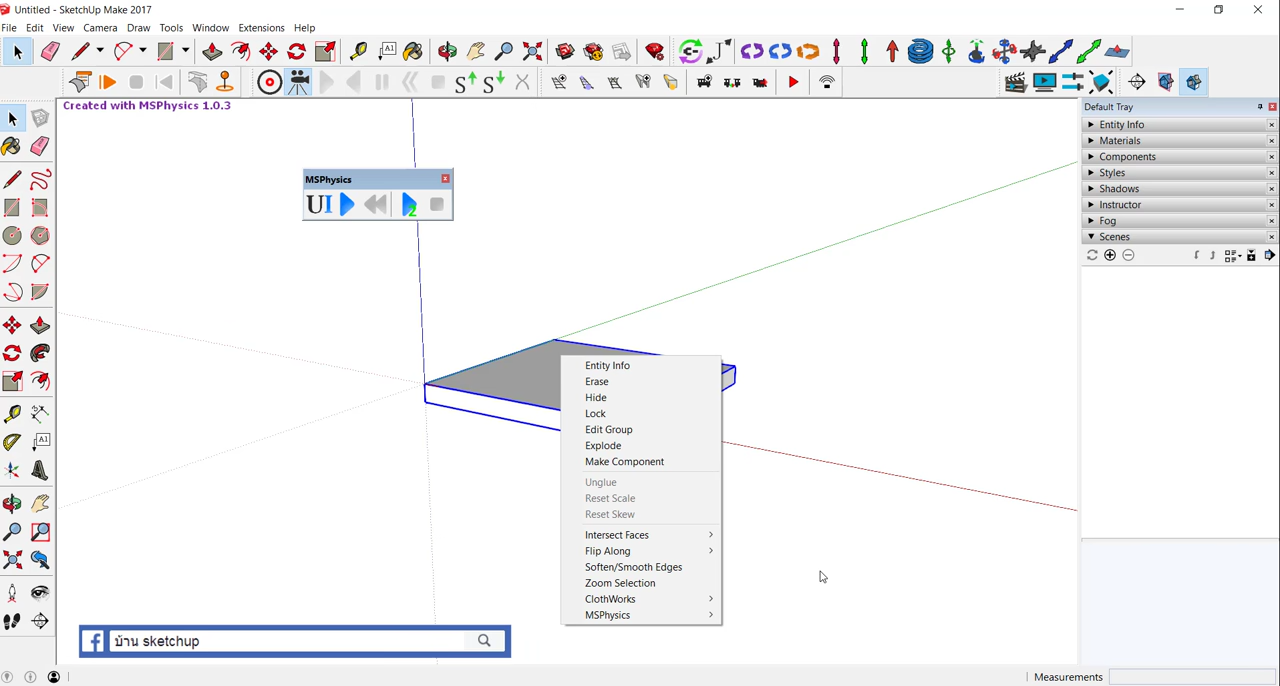 Untitled - SketchUp Make 2017
File Edit View Camera Draw Tools Window Extensions Help
Created with MSPhysics 1.0.3
MSPhysics
UI
2
Entity Info
Erase
Hide
Lock
Edit Group
Explode
Make Component
Unglue
Reset Scale
Reset Skew
Intersect Faces
Flip Along
Soften/Smooth Edges
Zoom Selection
ClothWorks
MSPhysics
Default Tray
Entity Info
Materials
Components
Styles
Shadows
Instructor
Fog
Scenes
บ้าน sketchup
Measurements